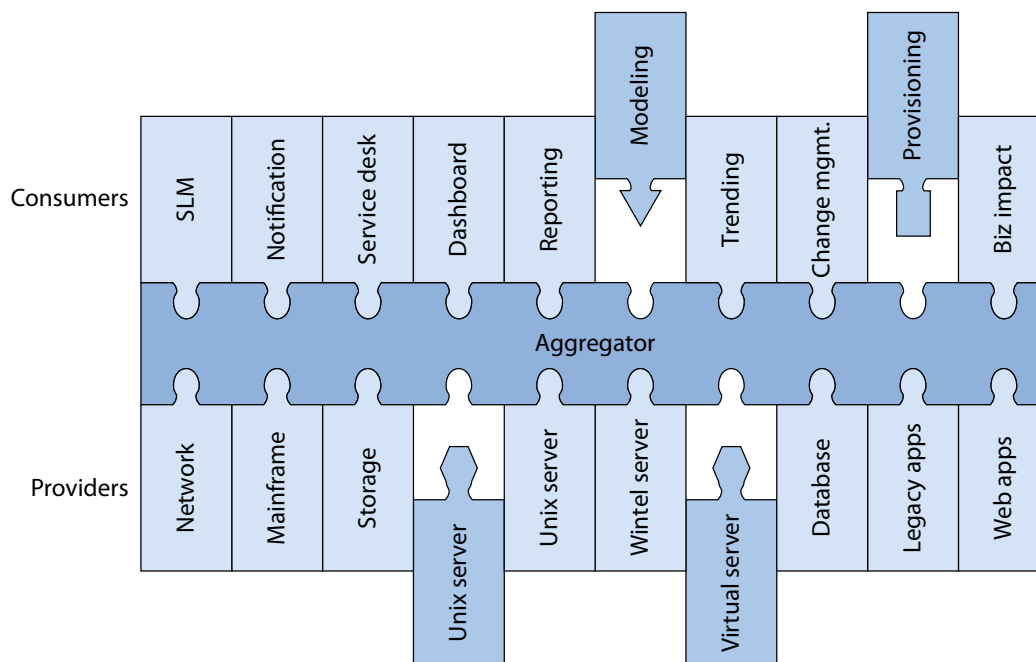 Consumers
SLM
Notification
Service desk
Dashboard
Reporting
Modeling
Trending
Change mgmt.
Provisioning
Biz impact
Aggregator
Providers
Network
Mainframe
Storage
Unix server
Unix server
Wintel server
Virtual server
Database
Legacy apps
Web apps